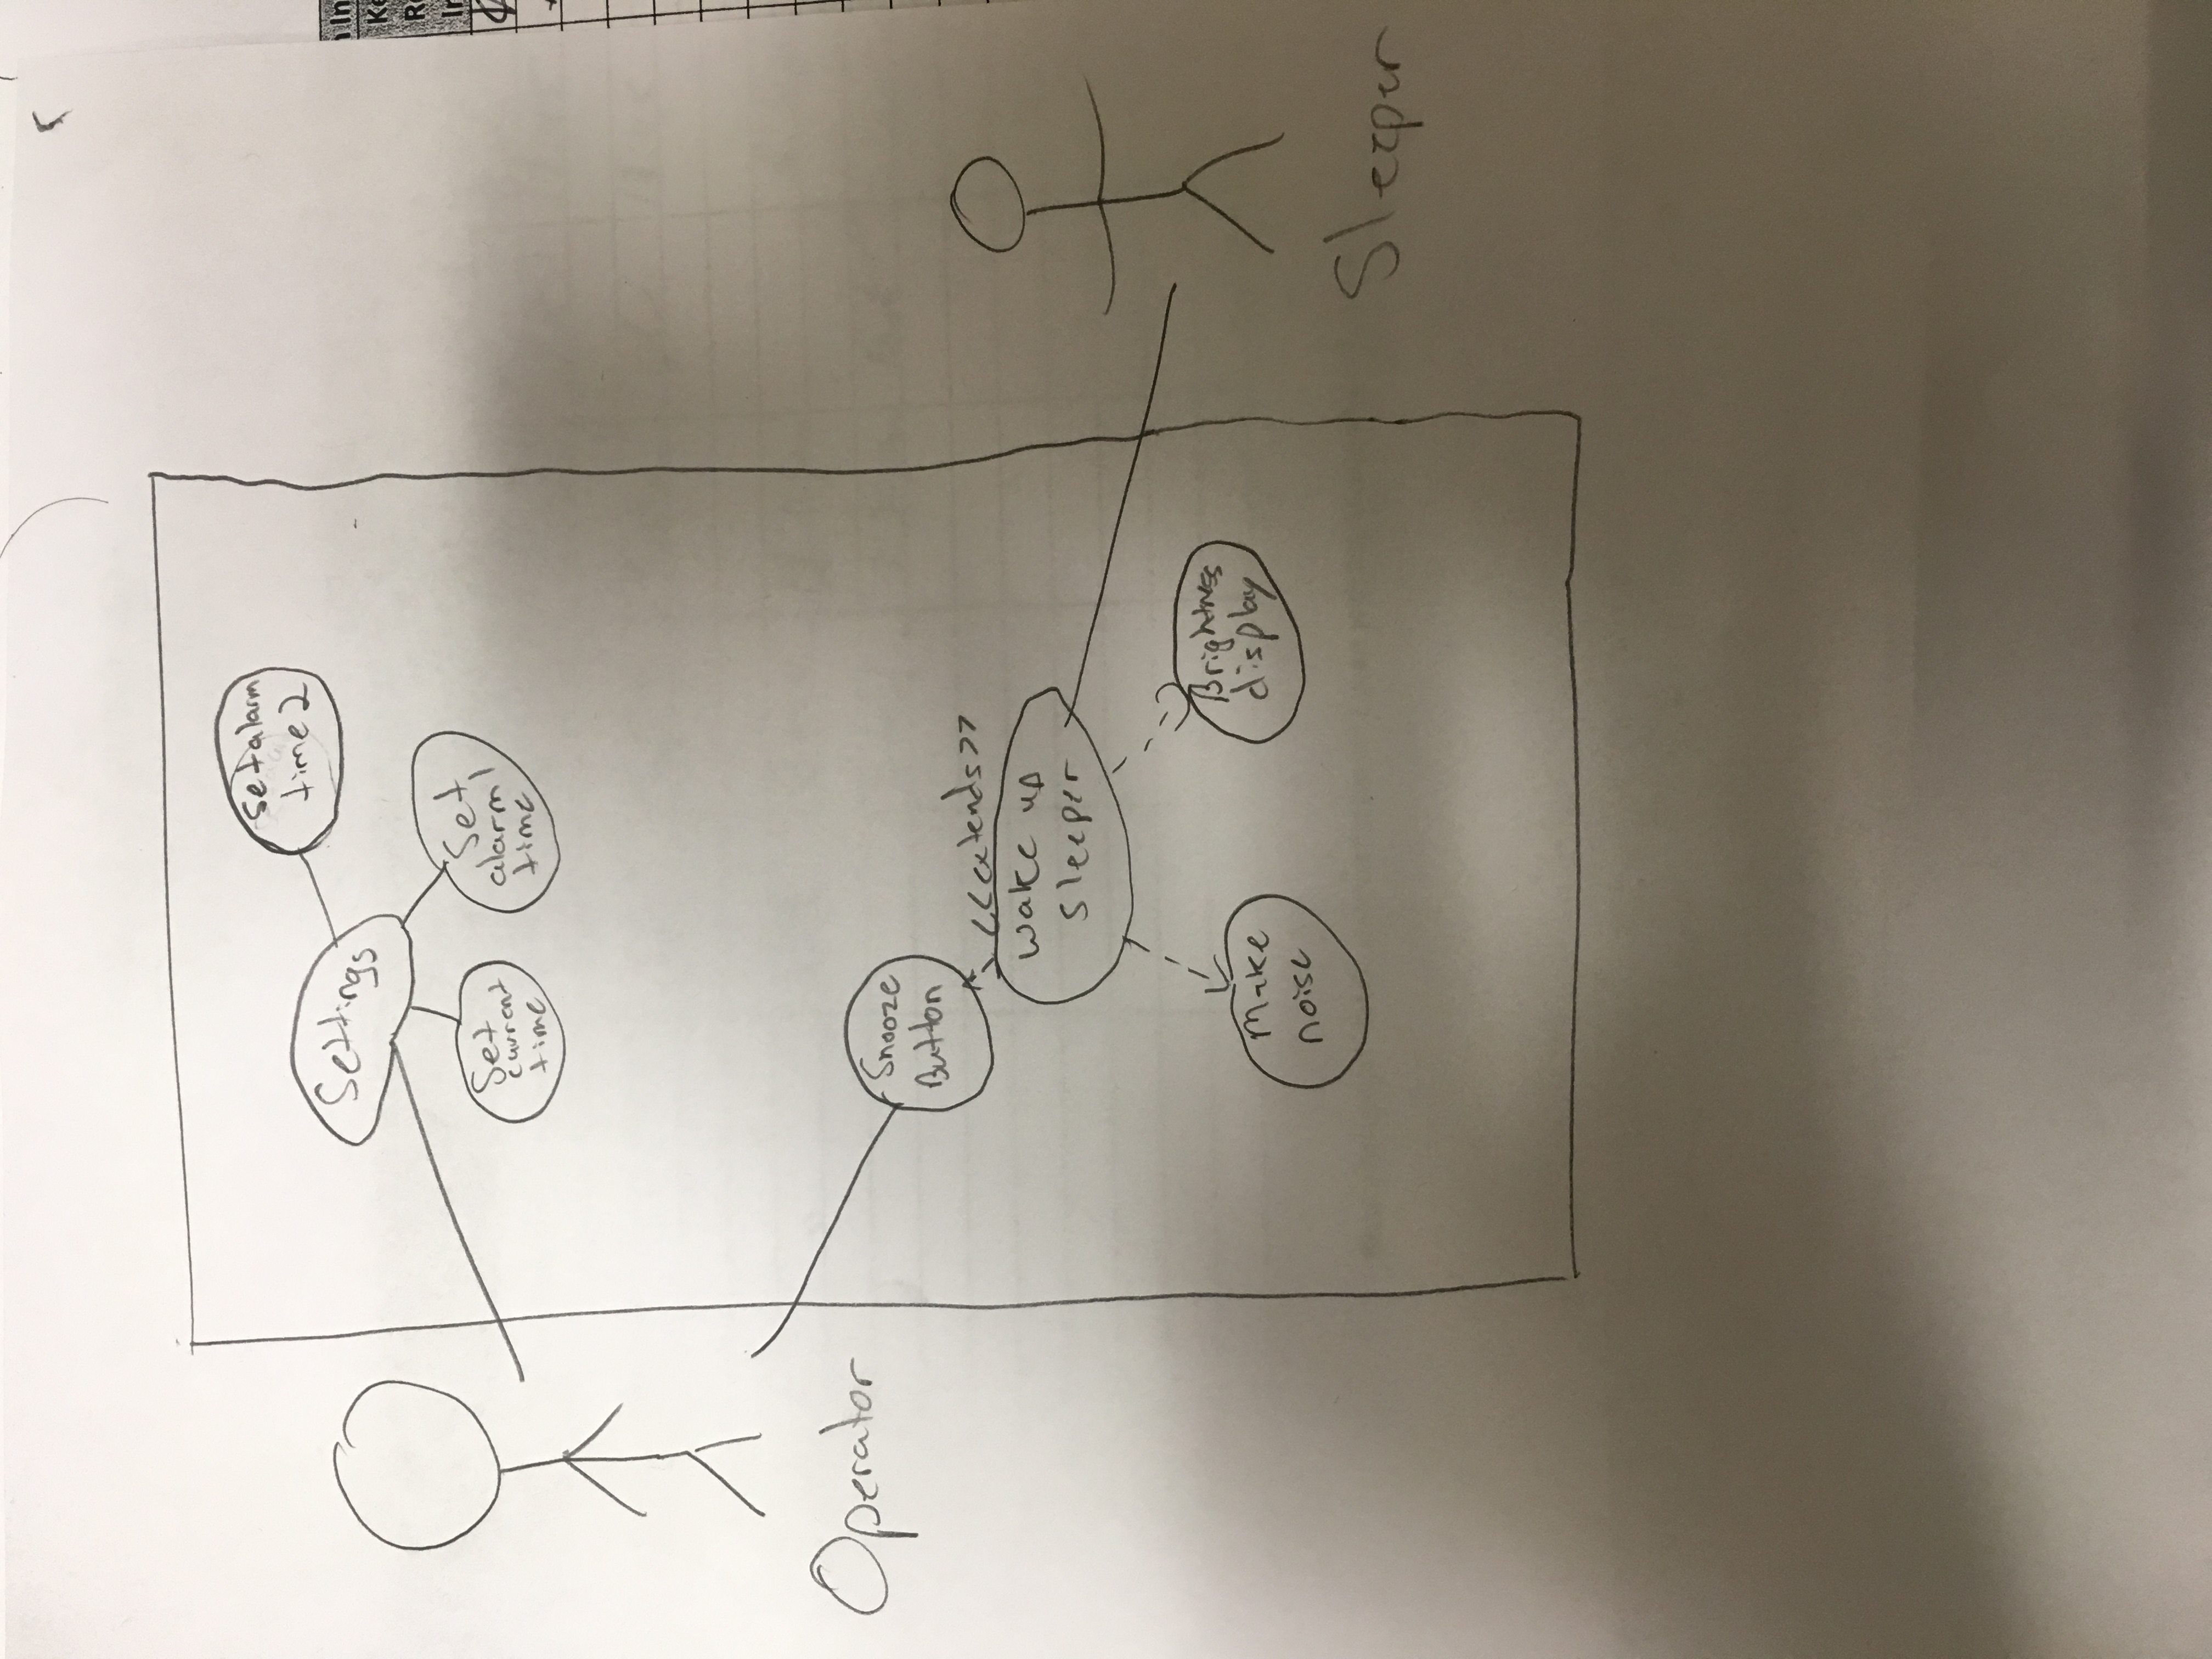 Set alarm
time 2
Settings
Set
current
time
Set
alarm 1
time
Operator
Snooze
Button
<<extends>>
wake up
sleeper
Make
noise
Brightness
display
Sleeper
In
Ke
R
In